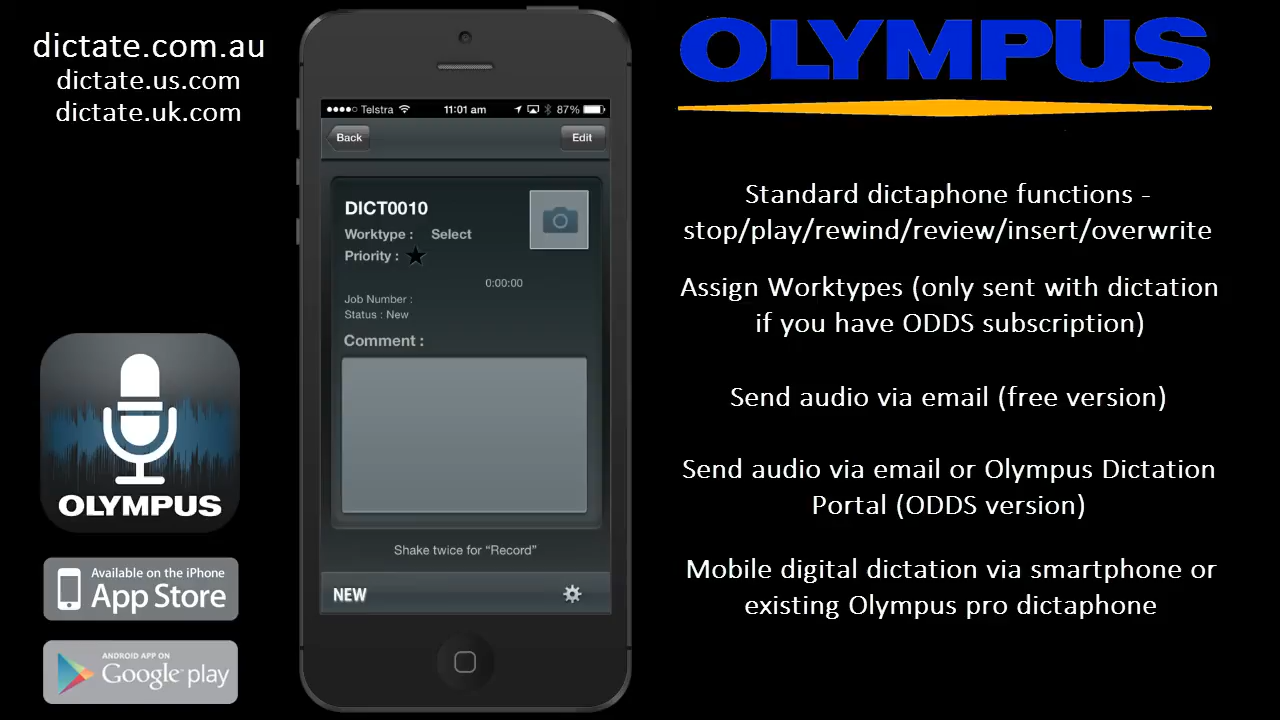 dictate.com.au
dictate.us.com
dictate.uk.com
OLYMPUS
Available on the iPhone
App Store
ANDROID APP ON
Google play
Telstra
11:01 am
87%
Back
Edit
DICT0010
Worktype : Select
Priority :
0:00:00
Job Number :
Status : New
Comment :
Shake twice for “Record”
NEW
OLYMPUS
Standard dictaphone functions -
stop/play/rewind/review/insert/overwrite
Assign Worktypes (only sent with dictation
if you have ODDS subscription)
Send audio via email (free version)
Send audio via email or Olympus Dictation
Portal (ODDS version)
Mobile digital dictation via smartphone or
existing Olympus pro dictaphone